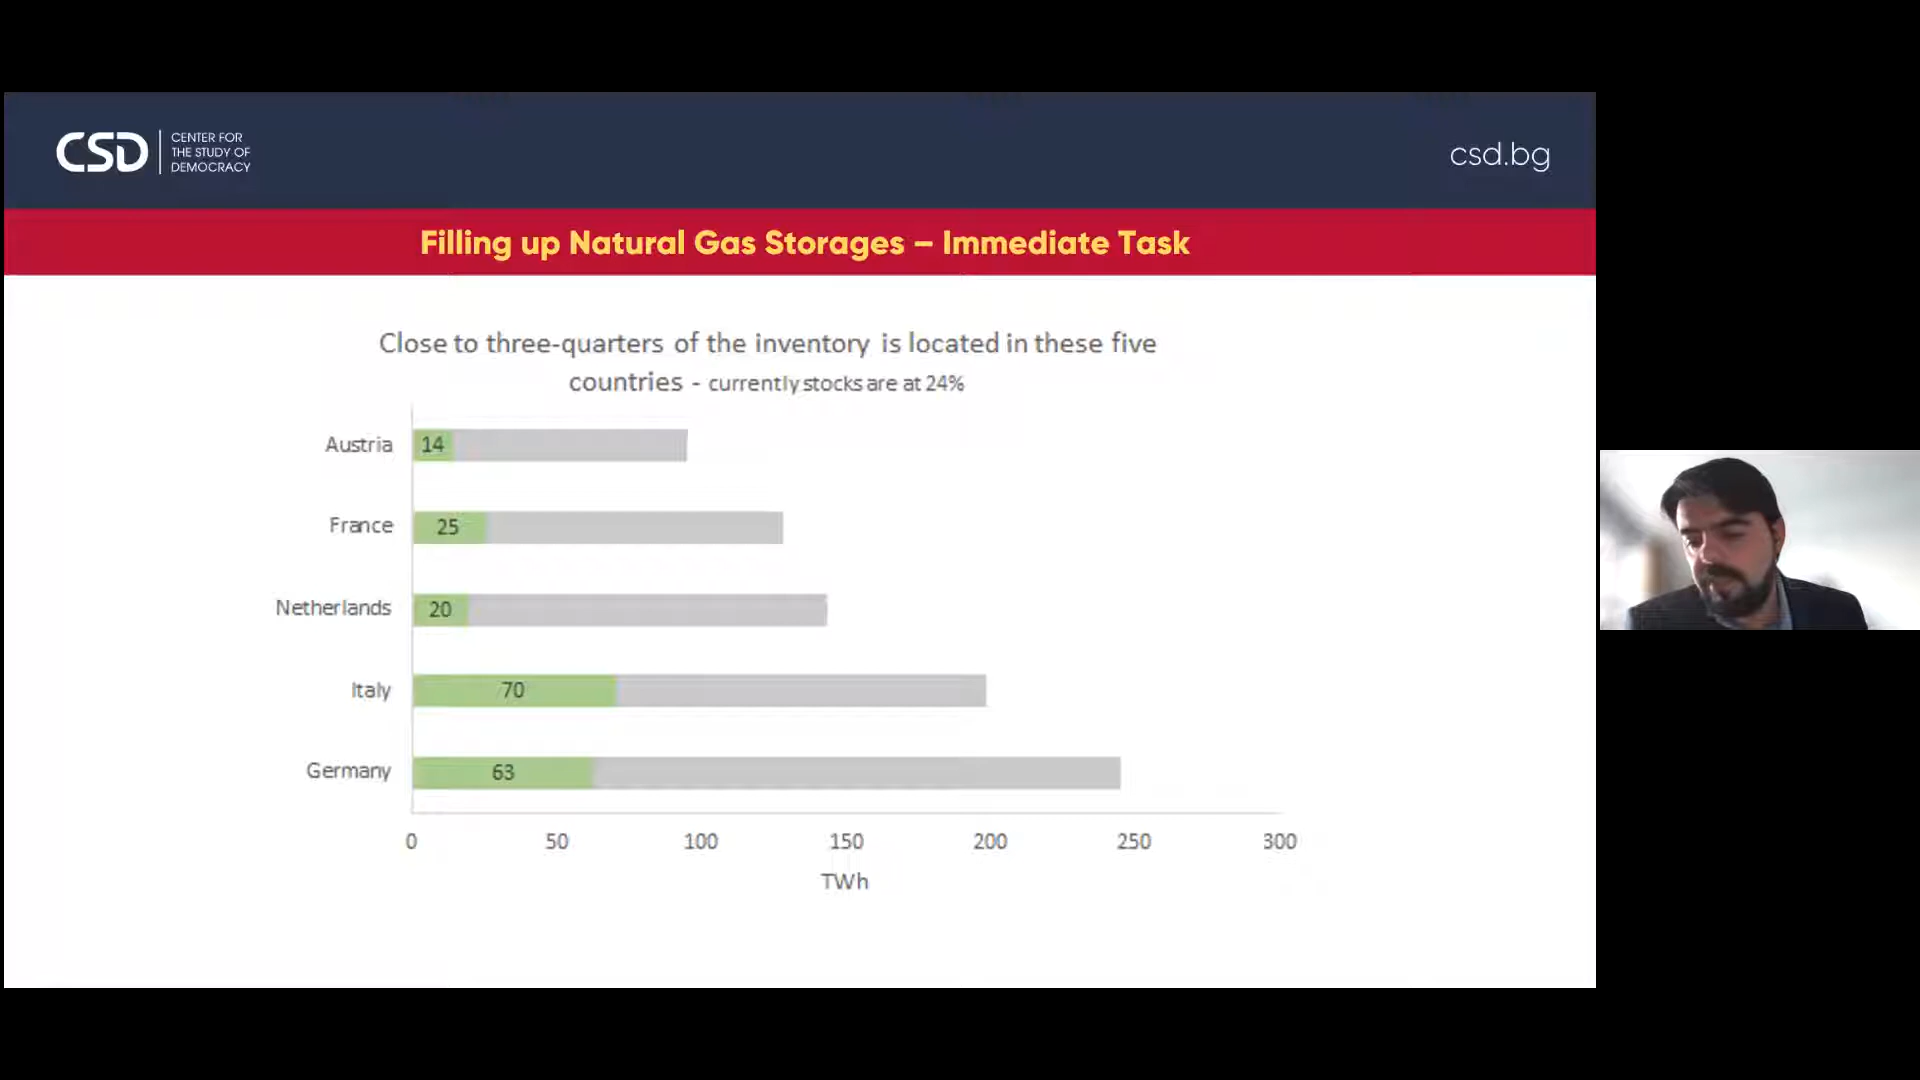 CSD
CENTER FOR
THE STUDY OF
DEMOCRACY
csd.bg
Filling up Natural Gas Storages – Immediate Task
Close to three-quarters of the inventory is located in these five
countries - currently stocks are at 24%
Austria 14
France 25
Netherlands 20
Italy 70
Germany 63
0 50 100 150 200 250 300
TWh